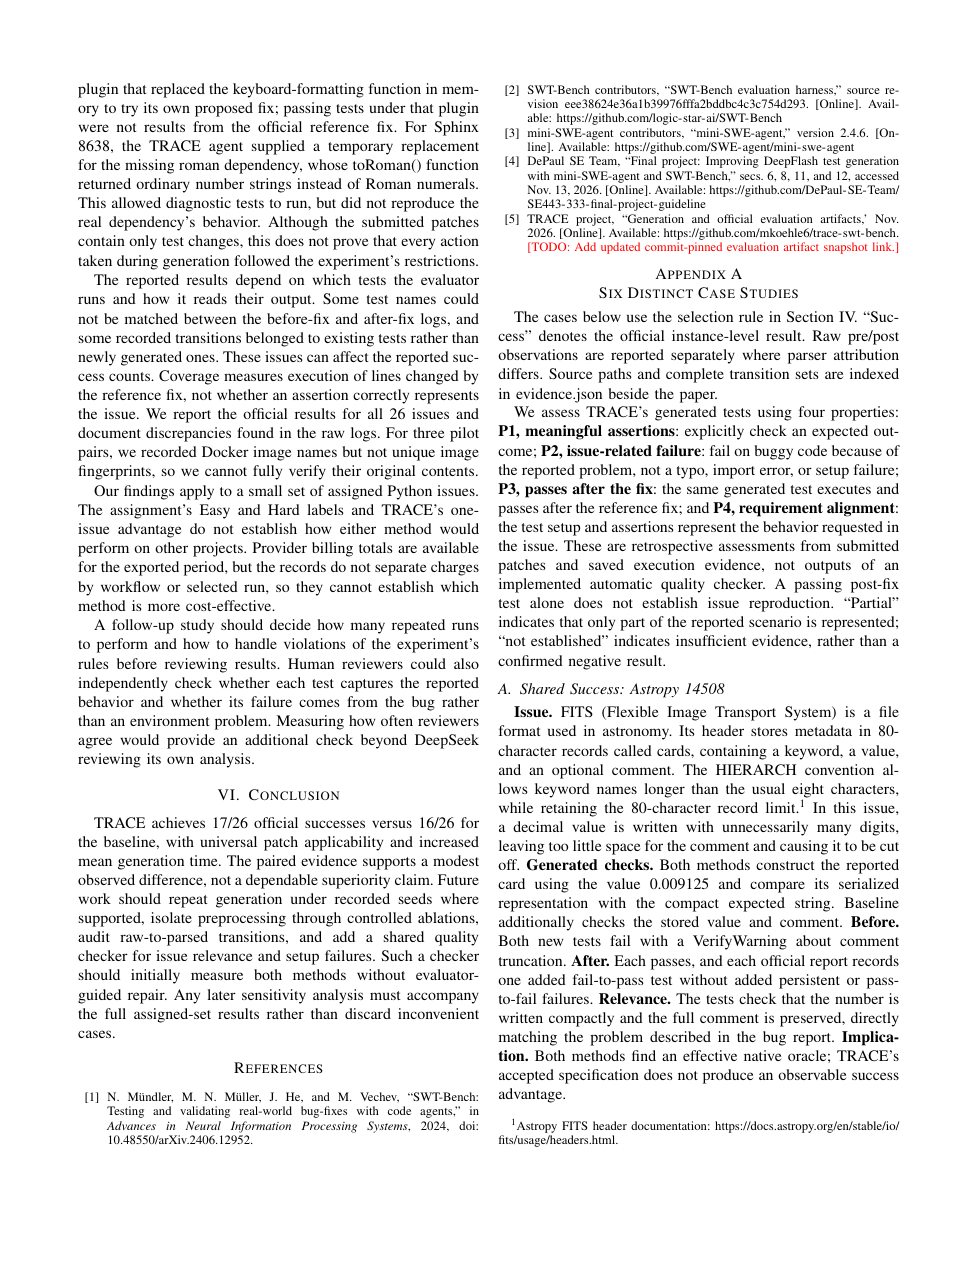 plugin that replaced the keyboard-formatting function in mem-
ory to try its own proposed fix; passing tests under that plugin
were not results from the official reference fix. For Sphinx
8638, the TRACE agent supplied a temporary replacement
for the missing roman dependency, whose toRoman() function
returned ordinary number strings instead of Roman numerals.
This allowed diagnostic tests to run, but did not reproduce the
real dependency's behavior. Although the submitted patches
contain only test changes, this does not prove that every action
taken during generation followed the experiment's restrictions.
The reported results depend on which tests the evaluator
runs and how it reads their output. Some test names could
not be matched between the before-fix and after-fix logs, and
some recorded transitions belonged to existing tests rather than
newly generated ones. These issues can affect the reported suc-
cess counts. Coverage measures execution of lines changed by
the reference fix, not whether an assertion correctly represents
the issue. We report the official results for all 26 issues and
document discrepancies found in the raw logs. For three pilot
pairs, we recorded Docker image names but not unique image
fingerprints, so we cannot fully verify their original contents.
Our findings apply to a small set of assigned Python issues.
The assignment's Easy and Hard labels and TRACE's one-
issue advantage do not establish how either method would
perform on other projects. Provider billing totals are available
for the exported period, but the records do not separate charges
by workflow or selected run, so they cannot establish which
method is more cost-effective.
A follow-up study should decide how many repeated runs
to perform and how to handle violations of the experiment's
rules before reviewing results. Human reviewers could also
independently check whether each test captures the reported
behavior and whether its failure comes from the bug rather
than an environment problem. Measuring how often reviewers
agree would provide an additional check beyond DeepSeek
reviewing its own analysis.
VI. CONCLUSION
TRACE achieves 17/26 official successes versus 16/26 for
the baseline, with universal patch applicability and increased
mean generation time. The paired evidence supports a modest
observed difference, not a dependable superiority claim. Future
work should repeat generation under recorded seeds where
supported, isolate preprocessing through controlled ablations,
audit raw-to-parsed transitions, and add a shared quality
checker for issue relevance and setup failures. Such a checker
should initially measure both methods without evaluator-
guided repair. Any later sensitivity analysis must accompany
the full assigned-set results rather than discard inconvenient
cases.
REFERENCES
[1] N. Mündler, M. N. Müller, J. He, and M. Vechev, “SWT-Bench:
Testing and validating real-world bug-fixes with code agents,” in
Advances in Neural Information Processing Systems, 2024, doi:
10.48550/arXiv.2406.12952.
[2] SWT-Bench contributors, “SWT-Bench evaluation harness,” source re-
vision eee38624e36a1b39976fffa2bddbc4c3c754d293. [Online]. Avail-
able: https://github.com/logic-star-ai/SWT-Bench
[3] mini-SWE-agent contributors, “mini-SWE-agent,” version 2.4.6. [On-
line]. Available: https://github.com/SWE-agent/mini-swe-agent
[4] DePaul SE Team, “Final project: Improving DeepFlash test generation
with mini-SWE-agent and SWT-Bench,” secs. 6, 8, 11, and 12, accessed
Nov. 13, 2026. [Online]. Available: https://github.com/DePaul-SE-Team/
SE443-333-final-project-guideline
[5] TRACE project, “Generation and official evaluation artifacts,’ Nov.
2026. [Online]. Available: https://github.com/mkoehle6/trace-swt-bench.
[TODO: Add updated commit-pinned evaluation artifact snapshot link.]
APPENDIX A
SIX DISTINCT CASE STUDIES
The cases below use the selection rule in Section IV. “Suc-
cess” denotes the official instance-level result. Raw pre/post
observations are reported separately where parser attribution
differs. Source paths and complete transition sets are indexed
in evidence.json beside the paper.
We assess TRACE's generated tests using four properties:
P1, meaningful assertions: explicitly check an expected out-
come; P2, issue-related failure: fail on buggy code because of
the reported problem, not a typo, import error, or setup failure;
P3, passes after the fix: the same generated test executes and
passes after the reference fix; and P4, requirement alignment:
the test setup and assertions represent the behavior requested in
the issue. These are retrospective assessments from submitted
patches and saved execution evidence, not outputs of an
implemented automatic quality checker. A passing post-fix
test alone does not establish issue reproduction. “Partial”
indicates that only part of the reported scenario is represented;
“not established” indicates insufficient evidence, rather than a
confirmed negative result.
A. Shared Success: Astropy 14508
Issue. FITS (Flexible Image Transport System) is a file
format used in astronomy. Its header stores metadata in 80-
character records called cards, containing a keyword, a value,
and an optional comment. The HIERARCH convention al-
lows keyword names longer than the usual eight characters,
while retaining the 80-character record limit.1 In this issue,
a decimal value is written with unnecessarily many digits,
leaving too little space for the comment and causing it to be cut
off. Generated checks. Both methods construct the reported
card using the value 0.009125 and compare its serialized
representation with the compact expected string. Baseline
additionally checks the stored value and comment. Before.
Both new tests fail with a VerifyWarning about comment
truncation. After. Each passes, and each official report records
one added fail-to-pass test without added persistent or pass-
to-fail failures. Relevance. The tests check that the number is
written compactly and the full comment is preserved, directly
matching the problem described in the bug report. Implica-
tion. Both methods find an effective native oracle; TRACE's
accepted specification does not produce an observable success
advantage.
1Astropy FITS header documentation: https://docs.astropy.org/en/stable/io/
fits/usage/headers.html.